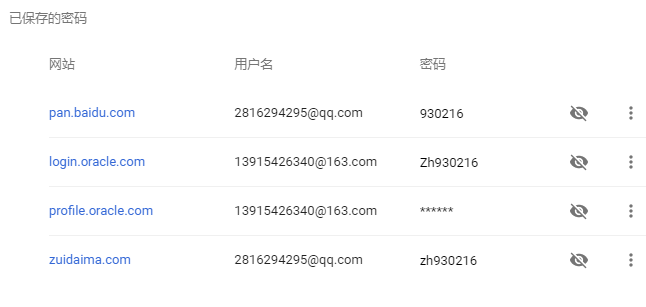 已保存的密码
网站 用户名 密码
pan.baidu.com 2816294295@qq.com 930216
login.oracle.com 13915426340@163.com Zh930216
profile.oracle.com 13915426340@163.com ******
zuidaima.com 2816294295@qq.com zh930216